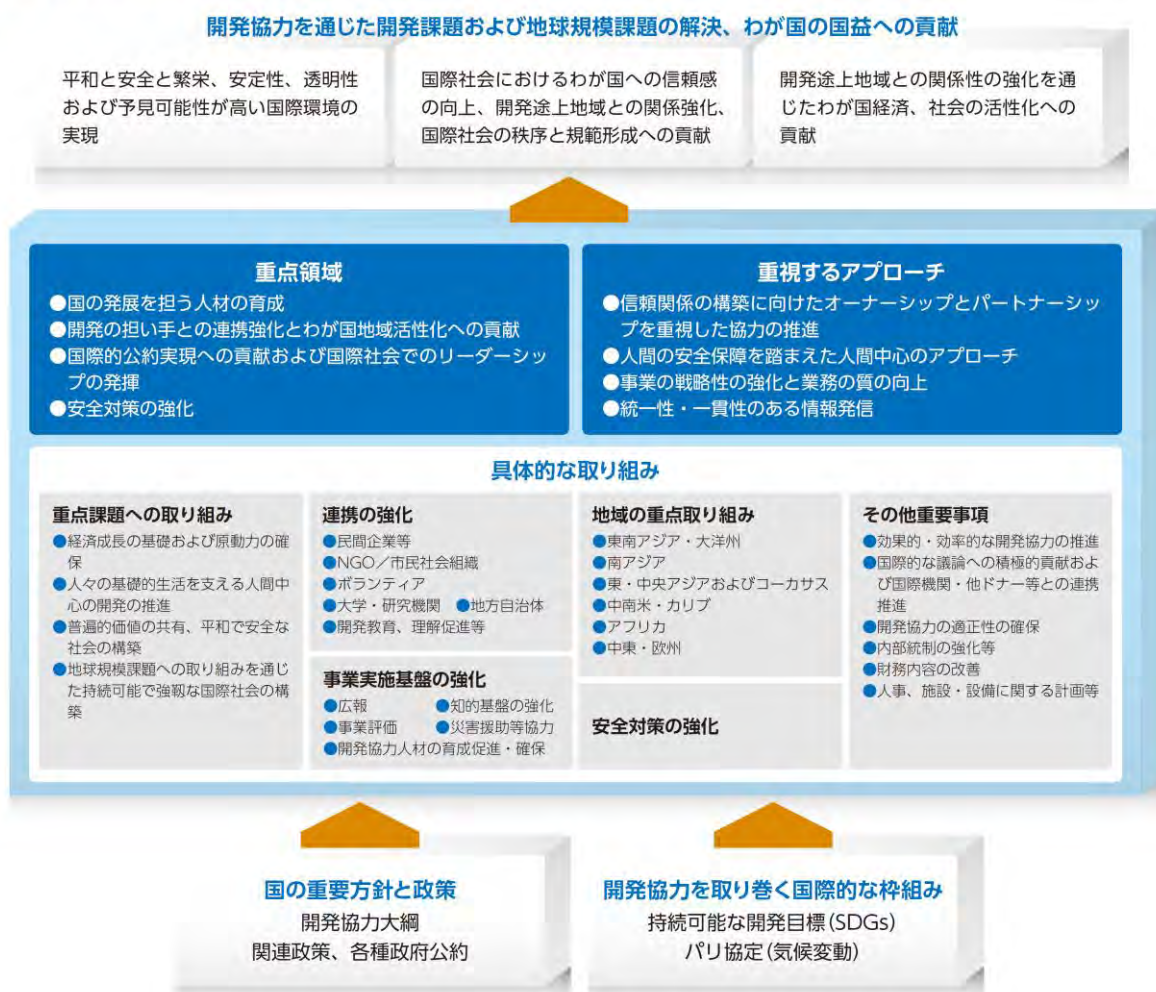 開発協力を通じた開発課題および地球規模課題の解決、わが国の国益への貢献
平和と安全と繁栄、安定性、透明性
および予見可能性が高い国際環境の
実現
国際社会におけるわが国への信頼感
の向上、開発途上地域との関係強化、
国際社会の秩序と規範形成への貢献
開発途上地域との関係性の強化を通
じたわが国経済、社会の活性化への
貢献
重点領域
●国の発展を担う人材の育成
●開発の担い手との連携強化とわが国地域活性化への貢献
●国際的公約実現への貢献および国際社会でのリーダーシッ
プの発揮
●安全対策の強化
重視するアプローチ
●信頼関係の構築に向けたオーナーシップとパートナーシッ
プを重視した協力の推進
●人間の安全保障を踏まえた人間中心のアプローチ
●事業の戦略性の強化と業務の質の向上
●統一性・一貫性のある情報発信
具体的な取り組み
重点課題への取り組み
●経済成長の基礎および原動力の確
保
●人々の基礎的生活を支える人間中
心の開発の推進
●普遍的価値の共有、平和で安全な
社会の構築
●地球規模課題への取り組みを通じ
た持続可能で強靱な国際社会の構
築
連携の強化
●民間企業等
●NGO／市民社会組織
●ボランティア
●大学・研究機関 ●地方自治体
●開発教育、理解促進等
事業実施基盤の強化
●広報 ●知的基盤の強化
●事業評価 ●災害援助等協力
●開発協力人材の育成促進・確保
地域の重点取り組み
●東南アジア・大洋州
●南アジア
●東・中央アジアおよびコーカサス
●中南米・カリブ
●アフリカ
●中東・欧州
安全対策の強化
その他重要事項
●効果的・効率的な開発協力の推進
●国際的な議論への積極的貢献およ
び国際機関・他ドナー等との連携
推進
●開発協力の適正性の確保
●内部統制の強化等
●財務内容の改善
●人事、施設・設備に関する計画等
国の重要方針と政策
開発協力大綱
関連政策、各種政府公約
開発協力を取り巻く国際的な枠組み
持続可能な開発目標(SDGs)
パリ協定(気候変動)